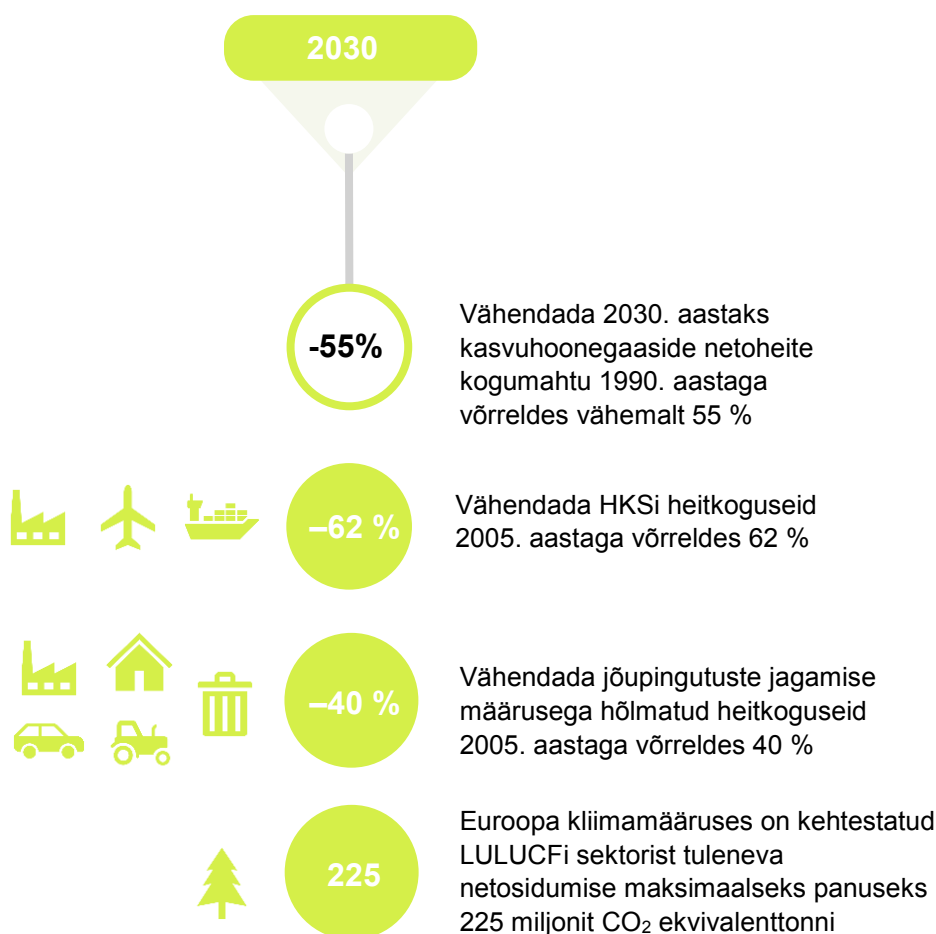 2030
-55%
Vähendada 2030. aastaks
kasvuhoonegaaside netoheite
kogumahtu 1990. aastaga
võrreldes vähemalt 55 %
–62 %
Vähendada HKSi heitkoguseid
2005. aastaga võrreldes 62 %
–40 %
Vähendada jõupingutuste jagamise
määrusega hõlmatud heitkoguseid
2005. aastaga võrreldes 40 %
225
Euroopa kliimamääruses on kehtestatud
LULUCFi sektorist tuleneva
netosidumise maksimaalseks panuseks
225 miljonit CO₂ ekvivalenttonni